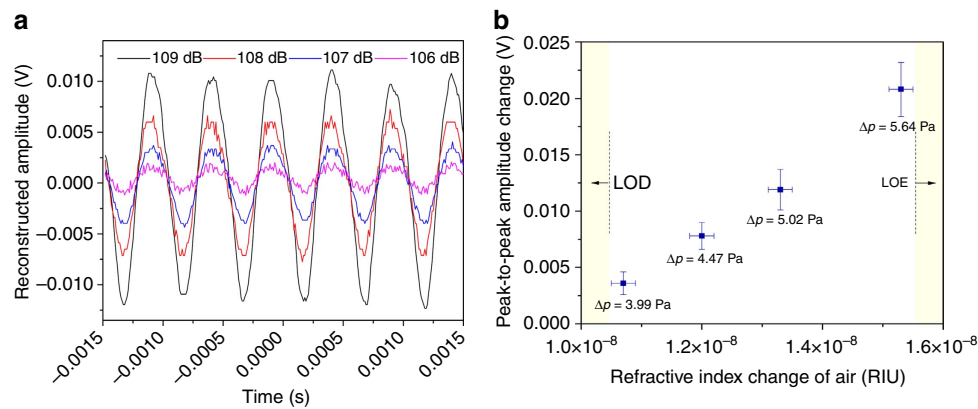 a
109 dB 108 dB 107 dB 106 dB
Reconstructed amplitude (V)
0.010
0.005
0.000
−0.005
−0.010
−0.0015
−0.0010
−0.0005
0.0000
0.0005
0.0010
0.0015
Time (s)
b
Peak-to-peak amplitude change (V)
0.025
0.020
0.015
0.010
0.005
0.000
LOD
LOE
Δp = 5.64 Pa
Δp = 5.02 Pa
Δp = 4.47 Pa
Δp = 3.99 Pa
1.0×10⁻⁸ 1.2×10⁻⁸ 1.4×10⁻⁸ 1.6×10⁻⁸
Refractive index change of air (RIU)